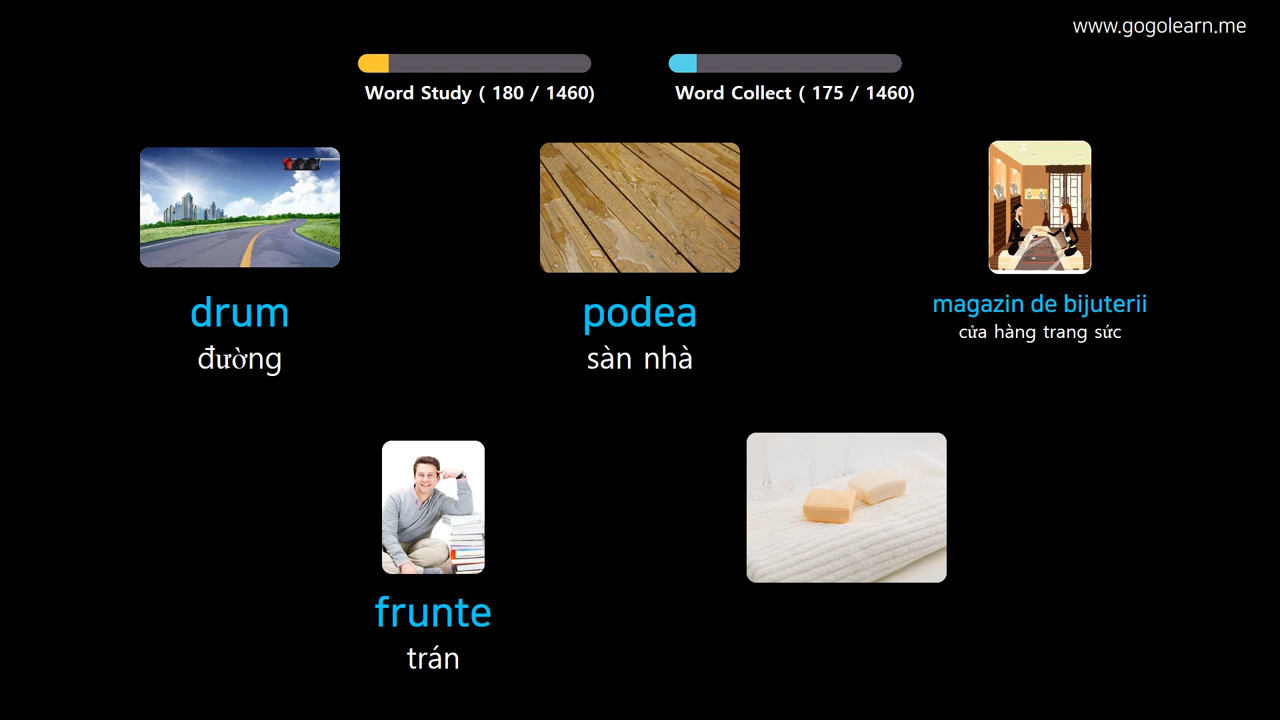 www.gogolearn.me
Word Study ( 180 / 1460)
Word Collect ( 175 / 1460)
drum
đường
podea
sàn nhà
magazin de bijuterii
cửa hàng trang sức
frunte
trán